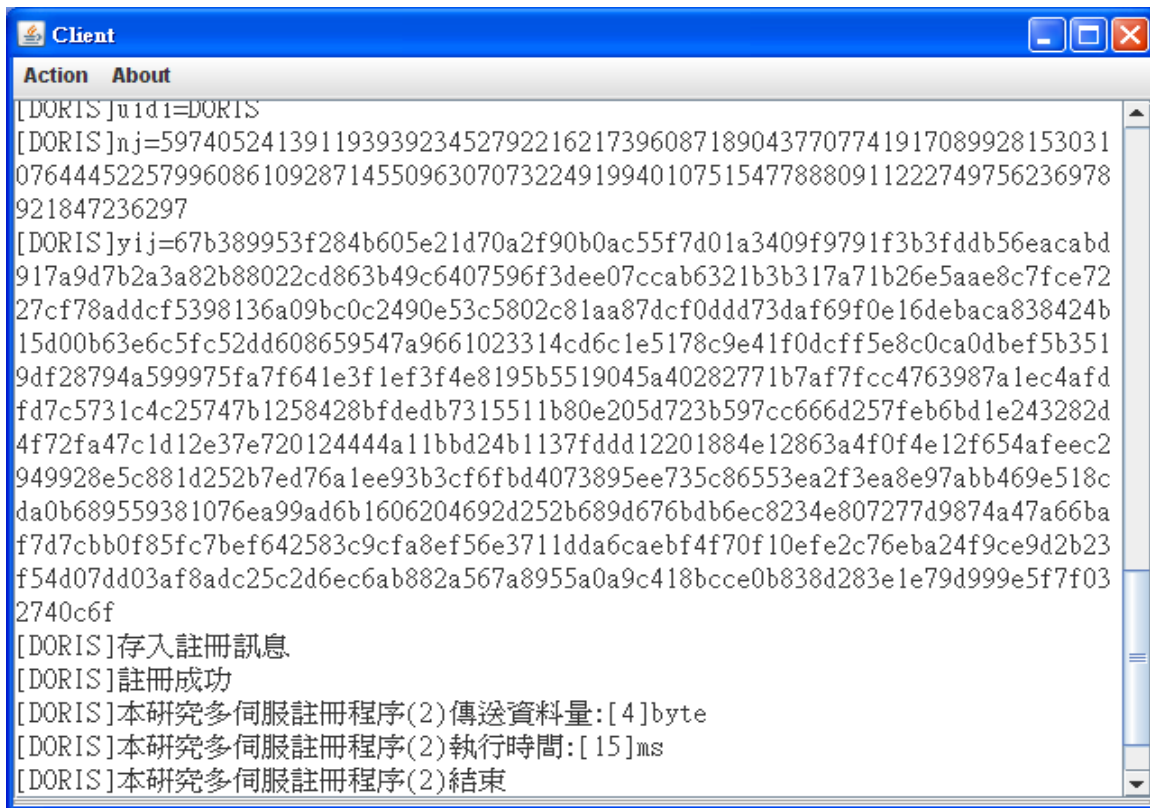 Client
Action About
[DORIS]uidi=DORIS
[DORIS]nj=5974052413911939392345279221621739608718904377077419170899281530310
07644452257996086109287145509630707322491994010751547788809112227497562369​78
921847236297
[DORIS]yij=67b389953f284b605e21d70a2f90b0ac55f7d01a3409f9791f3b3fddb56eacabd
917a9d7b2a3a82b88022cd863b49c6407596f3dee07ccab6321b3b317a71b26e5aae8c7fce72
27cf78addcf5398136a09bc0c2490e53c5802c81aa87dcf0ddd73daf69f0e16debaca838424b
15d00b63e6c5fc52dd608659547a9661023314cd6c1e5178c9e41f0dcff5e8c0ca0dbef5b351
9df28794a599975fa7f641e3f1ef3f4e8195b5519045a40282771b7af7fcc4763987a1ec4afd
fd7c5731c4c25747b1258428bfdedb7315511b80e205d723b597cc666d257feb6bd1e243282d
4f72fa47c1d12e37e720124444a11bbd24b1137fddd12201884e12863a4f0f4e12f654afeec2
949928e5c881d252b7ed76a1ee93b3cf6fbd4073895ee735c86553ea2f3ea8e97abb469e518c
da0b689559381076ea99ad6b1606204692d252b689d676bdb6ec8234e807277d9874a47a66ba
f7d7cbb0f85fc7bef642583c9cfa8ef56e3711dda6caebf4f70f10efe2c76eba24f9ce9d2b23
f54d07dd03af8adc25c2d6ec6ab882a567a8955a0a9c418bcce0b838d283e1e79d999e5f7f03
2740c6f
[DORIS]存入註冊訊息
[DORIS]註冊成功
[DORIS]本研究多伺服註冊程序(2)傳送資料量:[4]byte
[DORIS]本研究多伺服註冊程序(2)執行時間:[15]ms
[DORIS]本研究多伺服註冊程序(2)結束